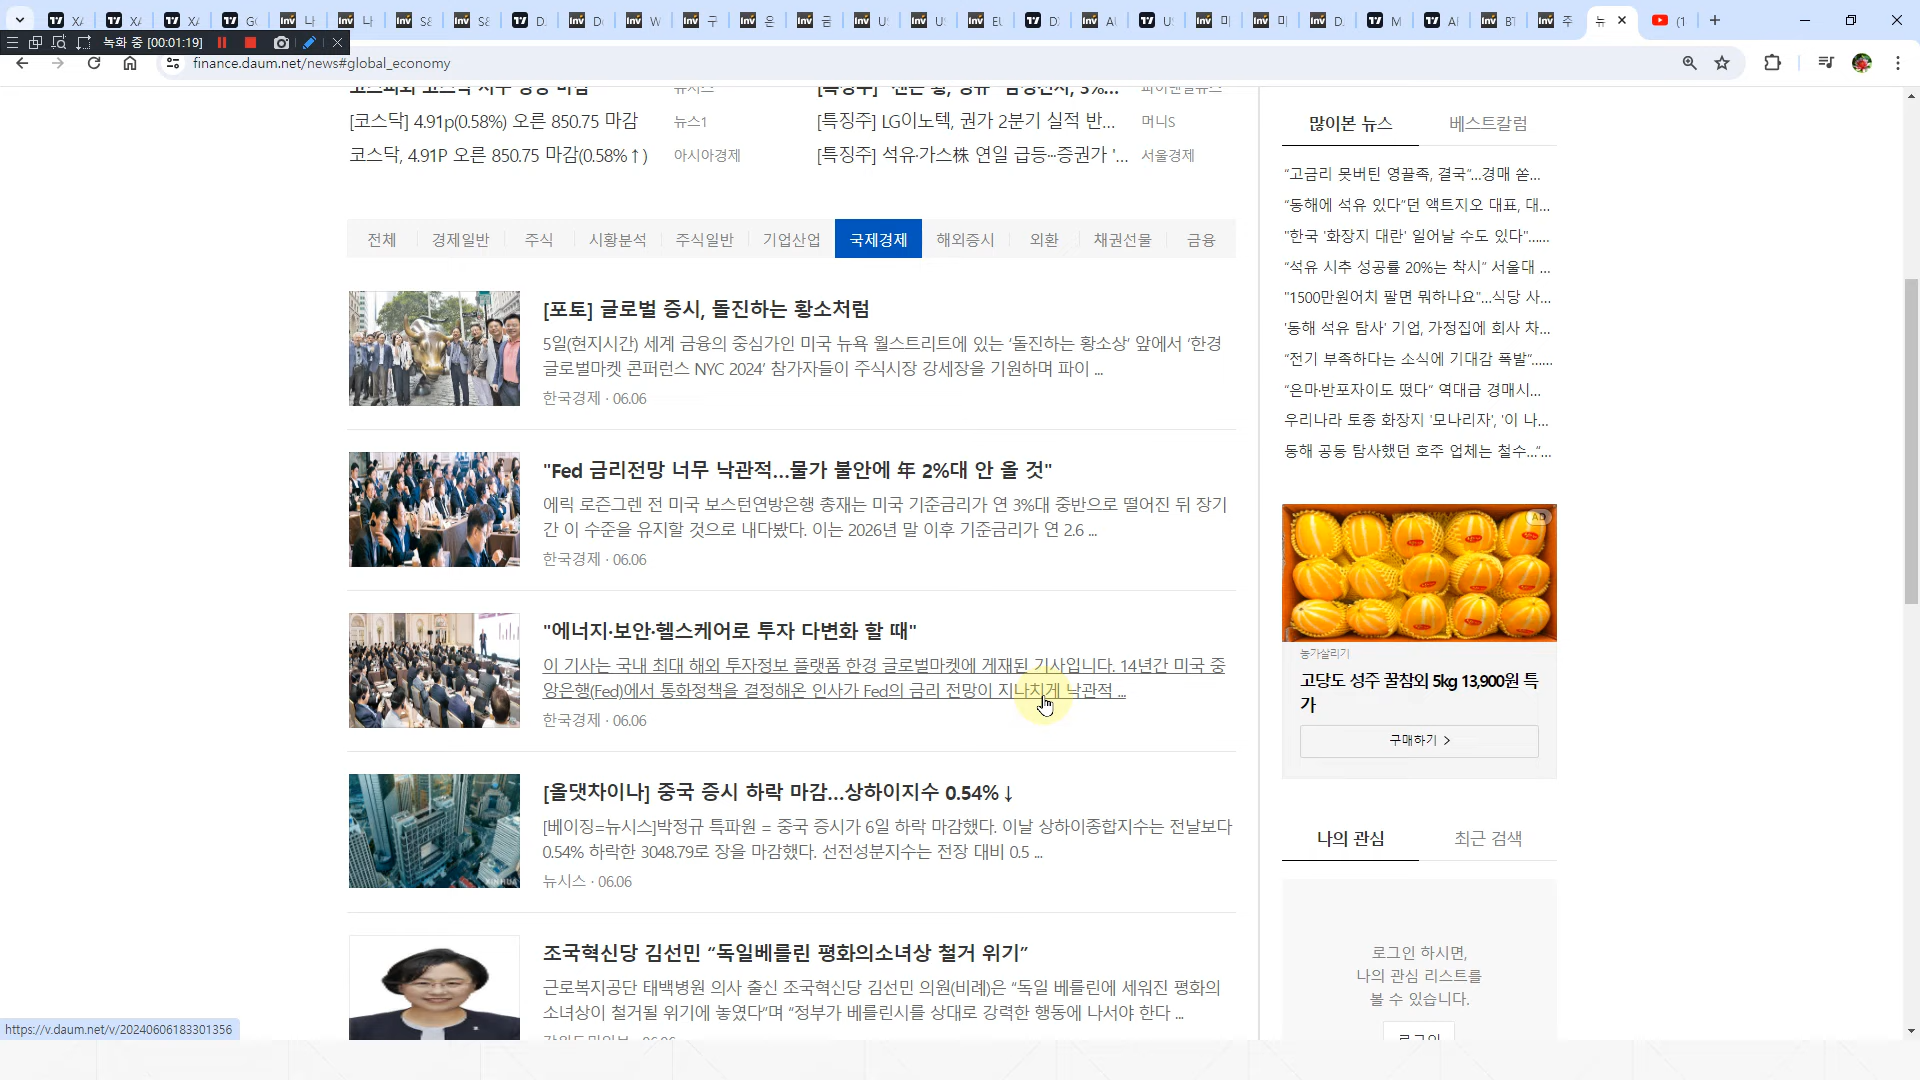 녹화 중 [00:01:19]
finance.daum.net/news#global_economy
[코스닥] 4.91p(0.58%) 오른 850.75 마감 뉴스1
코스닥, 4.91P 오른 850.75 마감(0.58%↑) 아시아경제
[특징주] LG이노텍, 권가 2분기 실적 반... 머니S
[특징주] 석유·가스株 연일 급등…증권가 '... 서울경제
전체 경제일반 주식 시황분석 주식일반 기업산업 국제경제 해외증시 외환 채권선물 금융
[포토] 글로벌 증시, 돌진하는 황소처럼
5일(현지시간) 세계 금융의 중심가인 미국 뉴욕 월스트리트에 있는 ‘돌진하는 황소상’ 앞에서 ‘한경
글로벌마켓 콘퍼런스 NYC 2024’ 참가자들이 주식시장 강세장을 기원하며 파이 ...
한국경제 · 06.06
"Fed 금리전망 너무 낙관적…물가 불안에 年 2%대 안 올 것"
에릭 로즌그렌 전 미국 보스턴연방은행 총재는 미국 기준금리가 연 3%대 중반으로 떨어진 뒤 장기
간 이 수준을 유지할 것으로 내다봤다. 이는 2026년 말 이후 기준금리가 연 2.6 ...
한국경제 · 06.06
"에너지·보안·헬스케어로 투자 다변화 할 때"
이 기사는 국내 최대 해외 투자정보 플랫폼 한경 글로벌마켓에 게재된 기사입니다. 14년간 미국 중
앙은행(Fed)에서 통화정책을 결정해온 인사가 Fed의 금리 전망이 지나치게 낙관적 ...
한국경제 · 06.06
[올댓차이나] 중국 증시 하락 마감…상하이지수 0.54%↓
[베이징=뉴시스]박정규 특파원 = 중국 증시가 6일 하락 마감했다. 이날 상하이종합지수는 전날보다
0.54% 하락한 3048.79로 장을 마감했다. 선전성분지수는 전장 대비 0.5 ...
뉴시스 · 06.06
XINHUA
조국혁신당 김선민 “독일베를린 평화의소녀상 철거 위기”
근로복지공단 태백병원 의사 출신 조국혁신당 김선민 의원(비례)은 “독일 베를린에 세워진 평화의
소녀상이 철거될 위기에 놓였다”며 “정부가 베를린시를 상대로 강력한 행동에 나서야 한다 ...
많이본 뉴스 베스트칼럼
“고금리 못버틴 영끌족, 결국”…경매 쏟...
“동해에 석유 있다”던 액트지오 대표, 대...
"한국 '화장지 대란' 일어날 수도 있다"…...
“석유 시추 성공률 20%는 착시” 서울대 ...
"1500만원어치 팔면 뭐하나요"…식당 사...
'동해 석유 탐사' 기업, 가정집에 회사 차...
“전기 부족하다는 소식에 기대감 폭발”…...
“은마·반포자이도 떴다” 역대급 경매시...
우리나라 토종 화장지 '모나리자', '이 나...
동해 공동 탐사했던 호주 업체는 철수…“...
AD
농가살리기
고당도 성주 꿀참외 5kg 13,900원 특
가
구매하기 >
나의 관심 최근 검색
로그인 하시면,
나의 관심 리스트를
볼 수 있습니다.
https://v.daum.net/v/20240606183301356